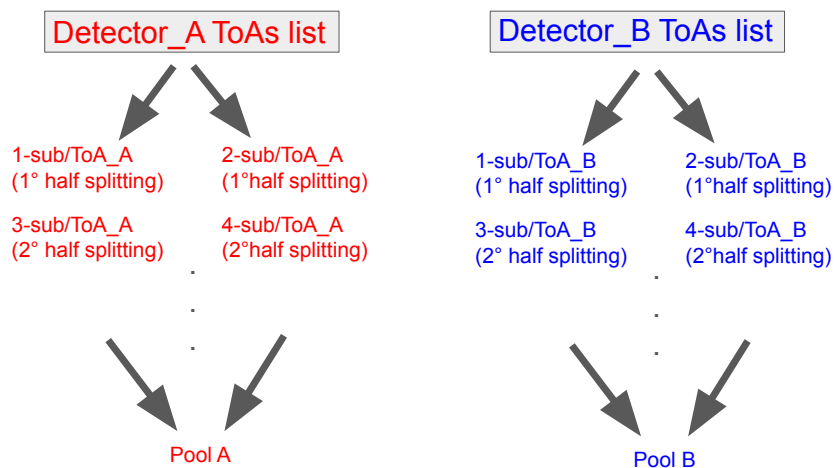 Detector_A ToAs list
1-sub/ToA_A
(1° half splitting)
2-sub/ToA_A
(1°half splitting)
3-sub/ToA_A
(2° half splitting)
4-sub/ToA_A
(2°half splitting)
.
.
.
Pool A
Detector_B ToAs list
1-sub/ToA_B
(1° half splitting)
2-sub/ToA_B
(1°half splitting)
3-sub/ToA_B
(2° half splitting)
4-sub/ToA_B
(2°half splitting)
.
.
.
Pool B